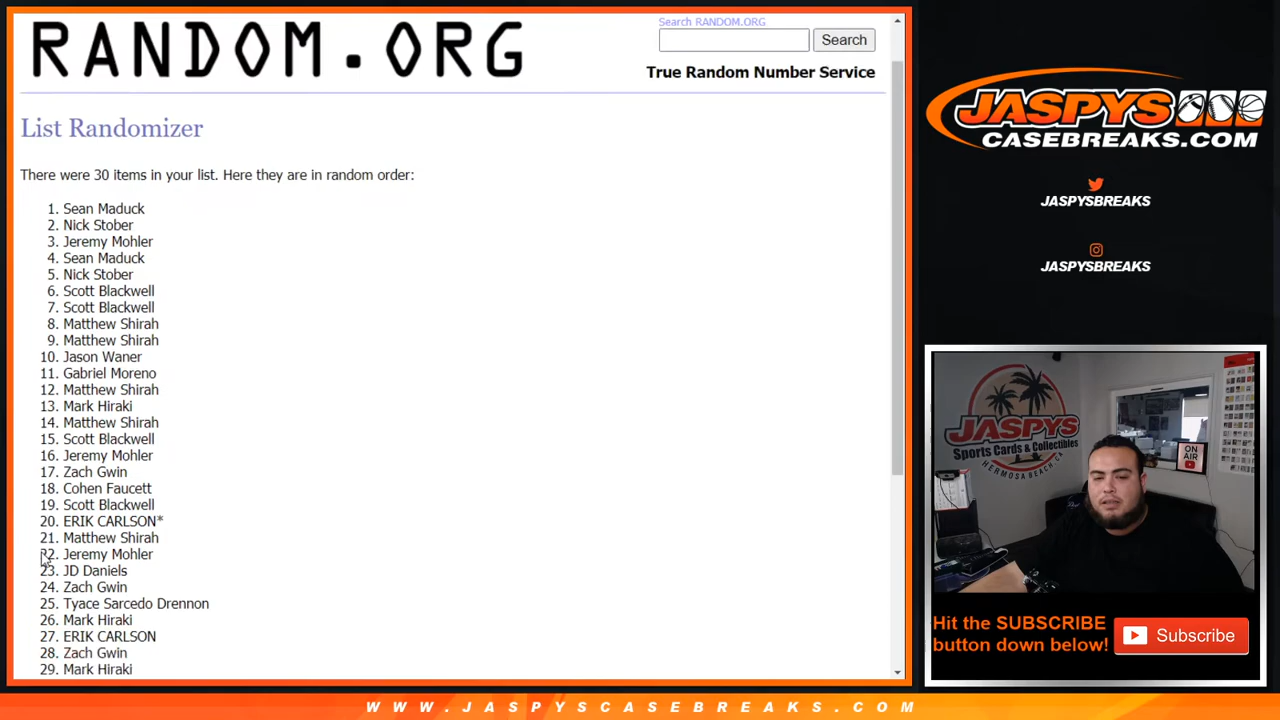 RANDOM.ORG
Search RANDOM.ORG
Search
True Random Number Service
List Randomizer
There were 30 items in your list. Here they are in random order:
1. Sean Maduck
2. Nick Stober
3. Jeremy Mohler
4. Sean Maduck
5. Nick Stober
6. Scott Blackwell
7. Scott Blackwell
8. Matthew Shirah
9. Matthew Shirah
10. Jason Waner
11. Gabriel Moreno
12. Matthew Shirah
13. Mark Hiraki
14. Matthew Shirah
15. Scott Blackwell
16. Jeremy Mohler
17. Zach Gwin
18. Cohen Faucett
19. Scott Blackwell
20. ERIK CARLSON*
21. Matthew Shirah
22. Jeremy Mohler
23. JD Daniels
24. Zach Gwin
25. Tyace Sarcedo Drennon
26. Mark Hiraki
27. ERIK CARLSON
28. Zach Gwin
29. Mark Hiraki
JASPYS
CASEBREAKS.COM
JASPYSBREAKS
JASPYSBREAKS
JASPYS
Sports Cards & Collectibles
HERMOSA BEACH, CA
ON
AIR
Hit the SUBSCRIBE
button down below!
Subscribe
WWW.JASPYSCASEBREAKS.COM